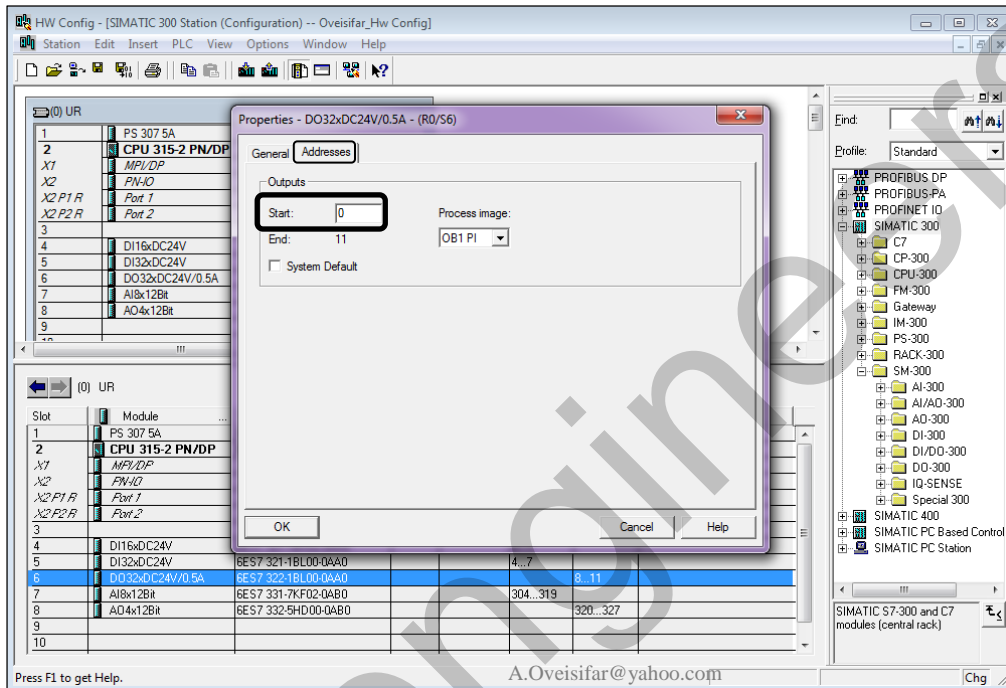 HW Config - [SIMATIC 300 Station (Configuration) -- Oveisifar_Hw Config]
Station Edit Insert PLC View Options Window Help
(0) UR
1 PS 307 5A
2 CPU 315-2 PN/DP
X1 MPI/DP
X2 PN-IO
X2 P1 R Port 1
X2 P2 R Port 2
3
4 DI16xDC24V
5 DI32xDC24V
6 DO32xDC24V/0.5A
7 AI8x12Bit
8 AO4x12Bit
9
10
Properties - DO32xDC24V/0.5A - (R0/S6)
General Addresses
Outputs
Start: 0 Process image:
End: 11 OB1 PI
System Default
OK Cancel Help
Find:
Profile: Standard
PROFIBUS DP
PROFIBUS-PA
PROFINET IO
SIMATIC 300
C7
CP-300
CPU-300
FM-300
Gateway
IM-300
PS-300
RACK-300
SM-300
AI-300
AI/AO-300
AO-300
DI-300
DI/DO-300
DO-300
IQ-SENSE
Special 300
SIMATIC 400
SIMATIC PC Based Control
SIMATIC PC Station
SIMATIC S7-300 and C7
modules (central rack)
(0) UR
Slot Module ...
1 PS 307 5A
2 CPU 315-2 PN/DP
X1 MPI/DP
X2 PN-IO
X2 P1 R Port 1
X2 P2 R Port 2
3
4 DI16xDC24V
5 DI32xDC24V 6ES7 321-1BL00-0AA0 4...7
6 DO32xDC24V/0.5A 6ES7 322-1BL00-0AA0 8...11
7 AI8x12Bit 6ES7 331-7KF02-0AB0 304...319
8 AO4x12Bit 6ES7 332-5HD00-0AB0 320...327
9
10
Press F1 to get Help. Chg
A.Oveisifar@yahoo.com